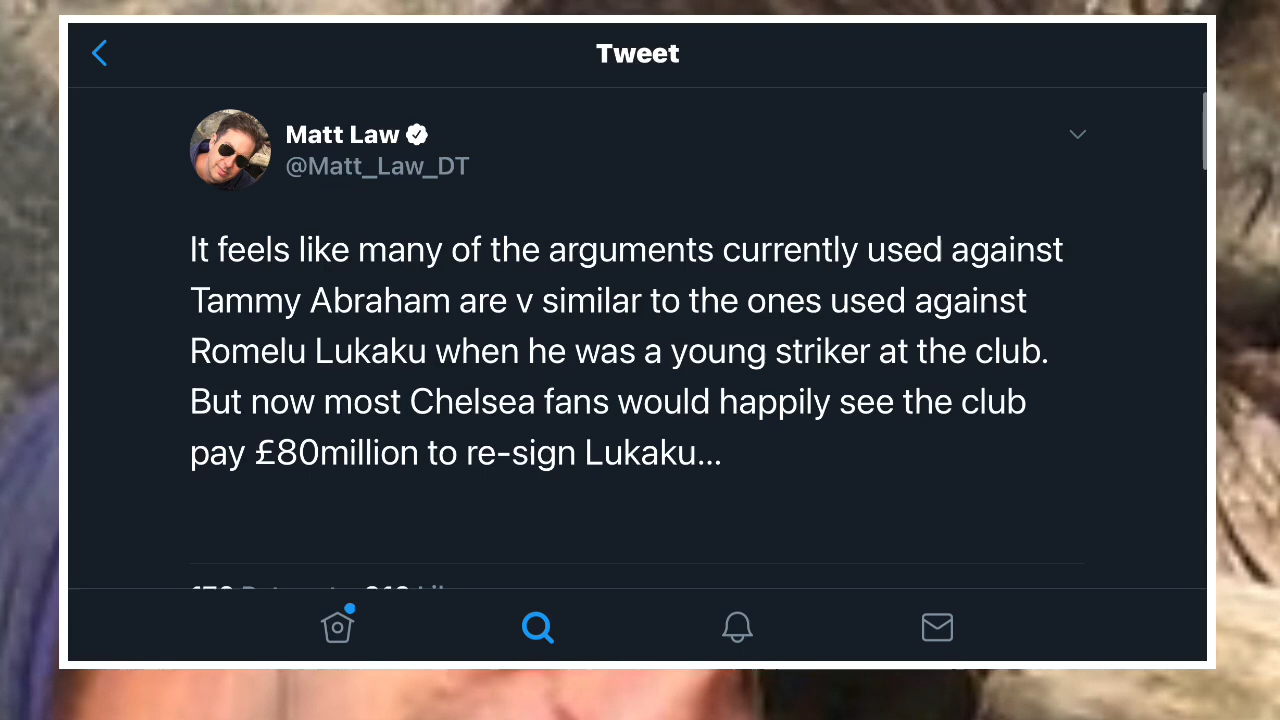 Tweet
Matt Law
@Matt_Law_DT
It feels like many of the arguments currently used against
Tammy Abraham are v similar to the ones used against
Romelu Lukaku when he was a young striker at the club.
But now most Chelsea fans would happily see the club
pay £80million to re-sign Lukaku...